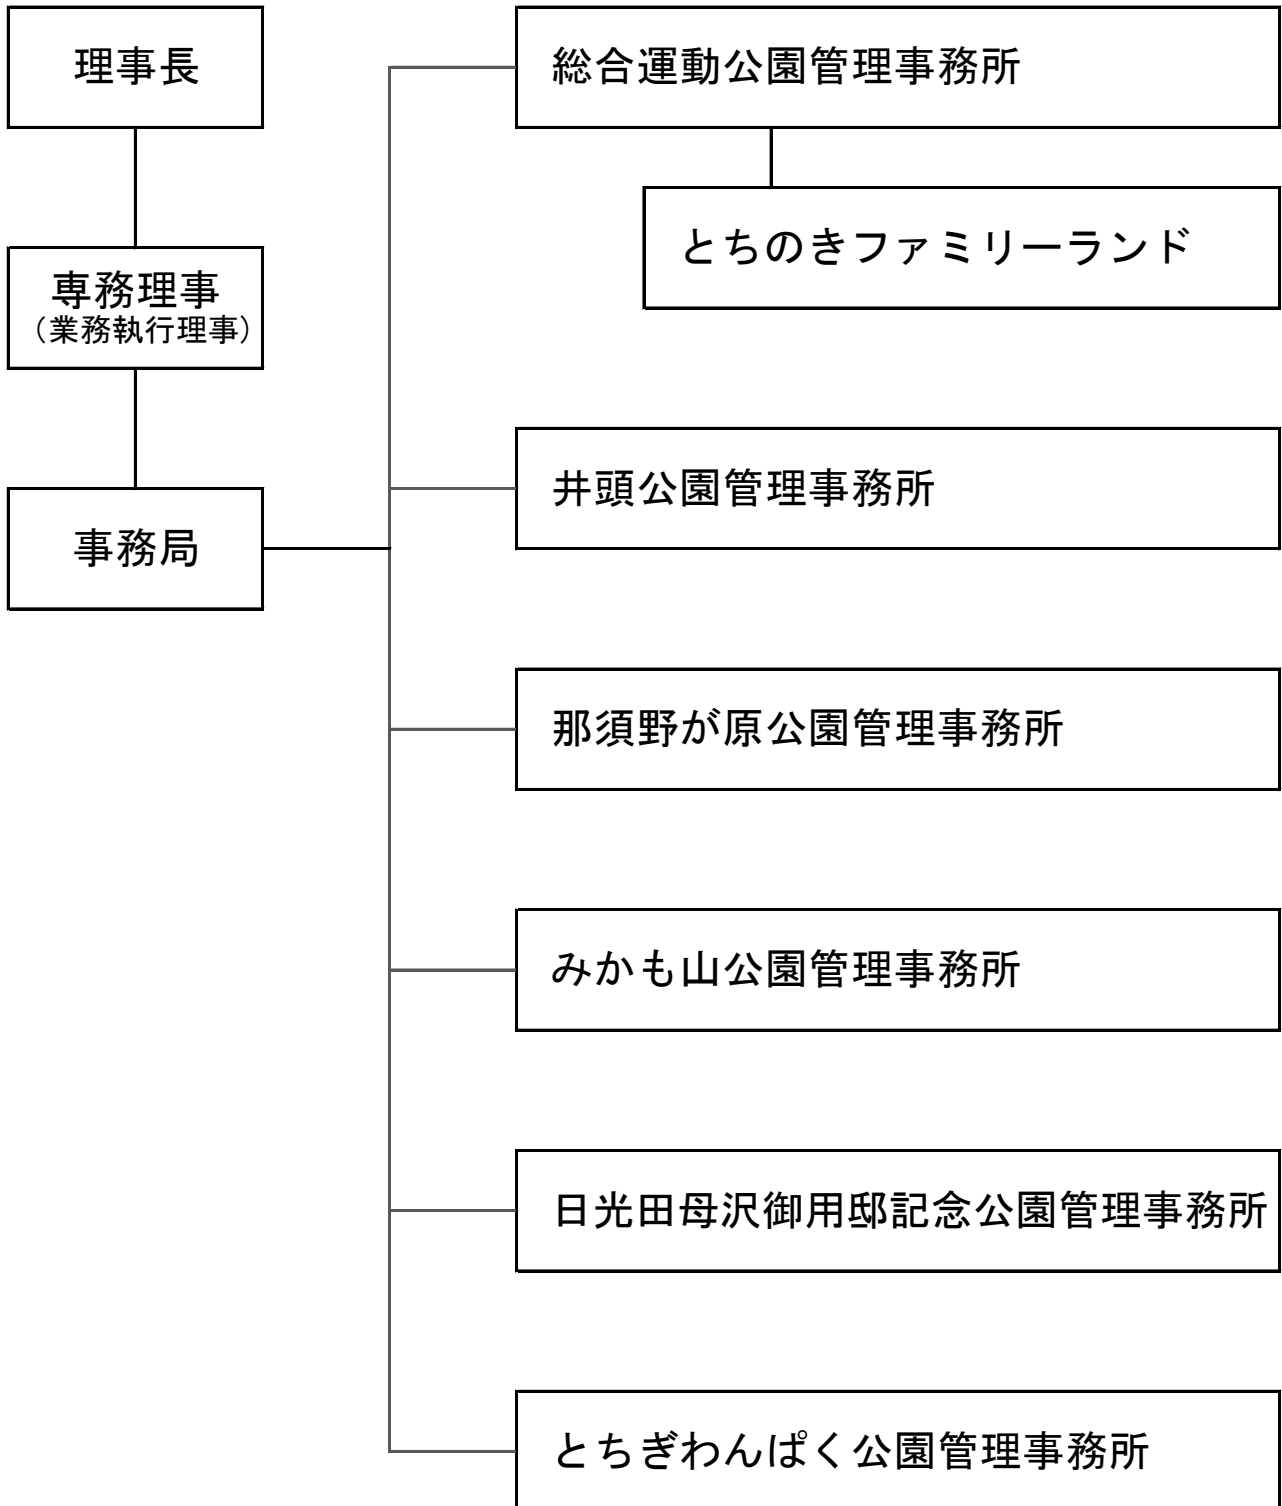 理事長
専務理事
（業務執行理事）
事務局
総合運動公園管理事務所
とちのきファミリーランド
井頭公園管理事務所
那須野が原公園管理事務所
みかも山公園管理事務所
日光田母沢御用邸記念公園管理事務所
とちぎわんぱく公園管理事務所